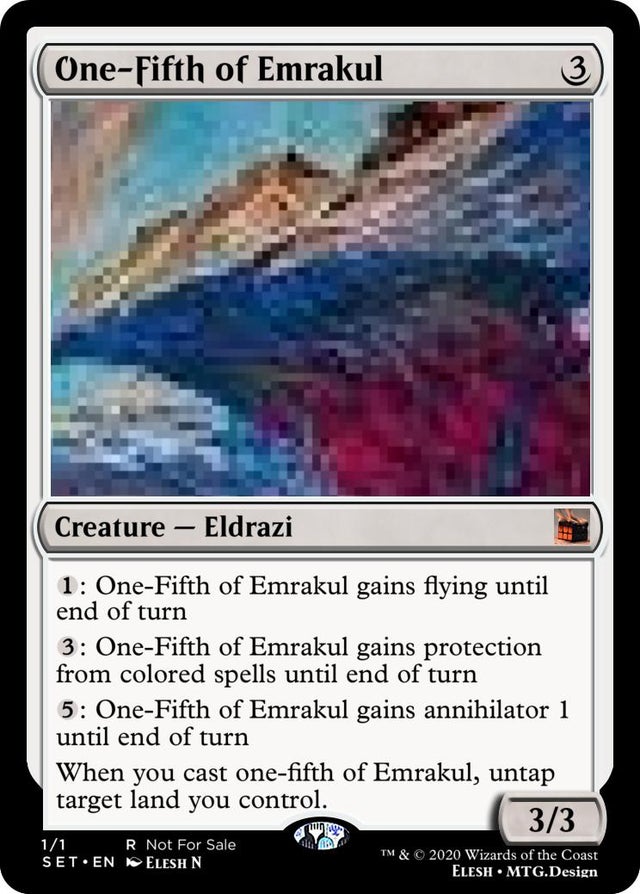 One-Fifth of Emrakul 3
Creature — Eldrazi
1: One-Fifth of Emrakul gains flying until
end of turn
3: One-Fifth of Emrakul gains protection
from colored spells until end of turn
5: One-Fifth of Emrakul gains annihilator 1
until end of turn
When you cast one-fifth of Emrakul, untap
target land you control.
3/3
1/1 R Not For Sale
SET • EN Elesh N
™ & © 2020 Wizards of the Coast
Elesh • MTG.Design